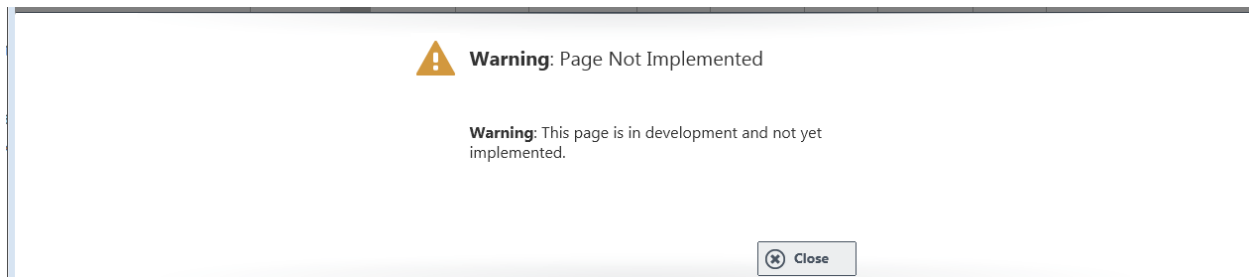 Warning: Page Not Implemented
Warning: This page is in development and not yet
implemented.
Close